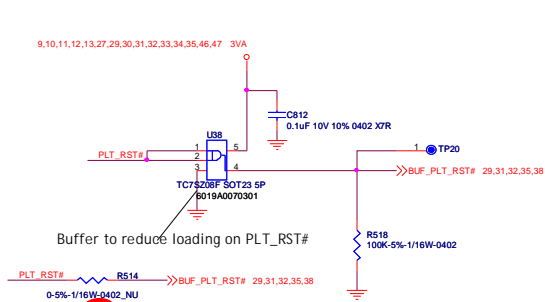 9,10,11,12,13,27,29,30,31,32,33,34,35,46,47 3VA
C812
0.1uF 10V 10% 0402 X7R
U38
1 5
PLT_RST# 2
3 4
1 TP20
BUF_PLT_RST# 29,31,32,35,38
TC7SZ08F SOT23 5P
6019A0070301
Buffer to reduce loading on PLT_RST#
R518
100K-5%-1/16W-0402
PLT_RST# R514 BUF_PLT_RST# 29,31,32,35,38
0-5%-1/16W-0402_NU